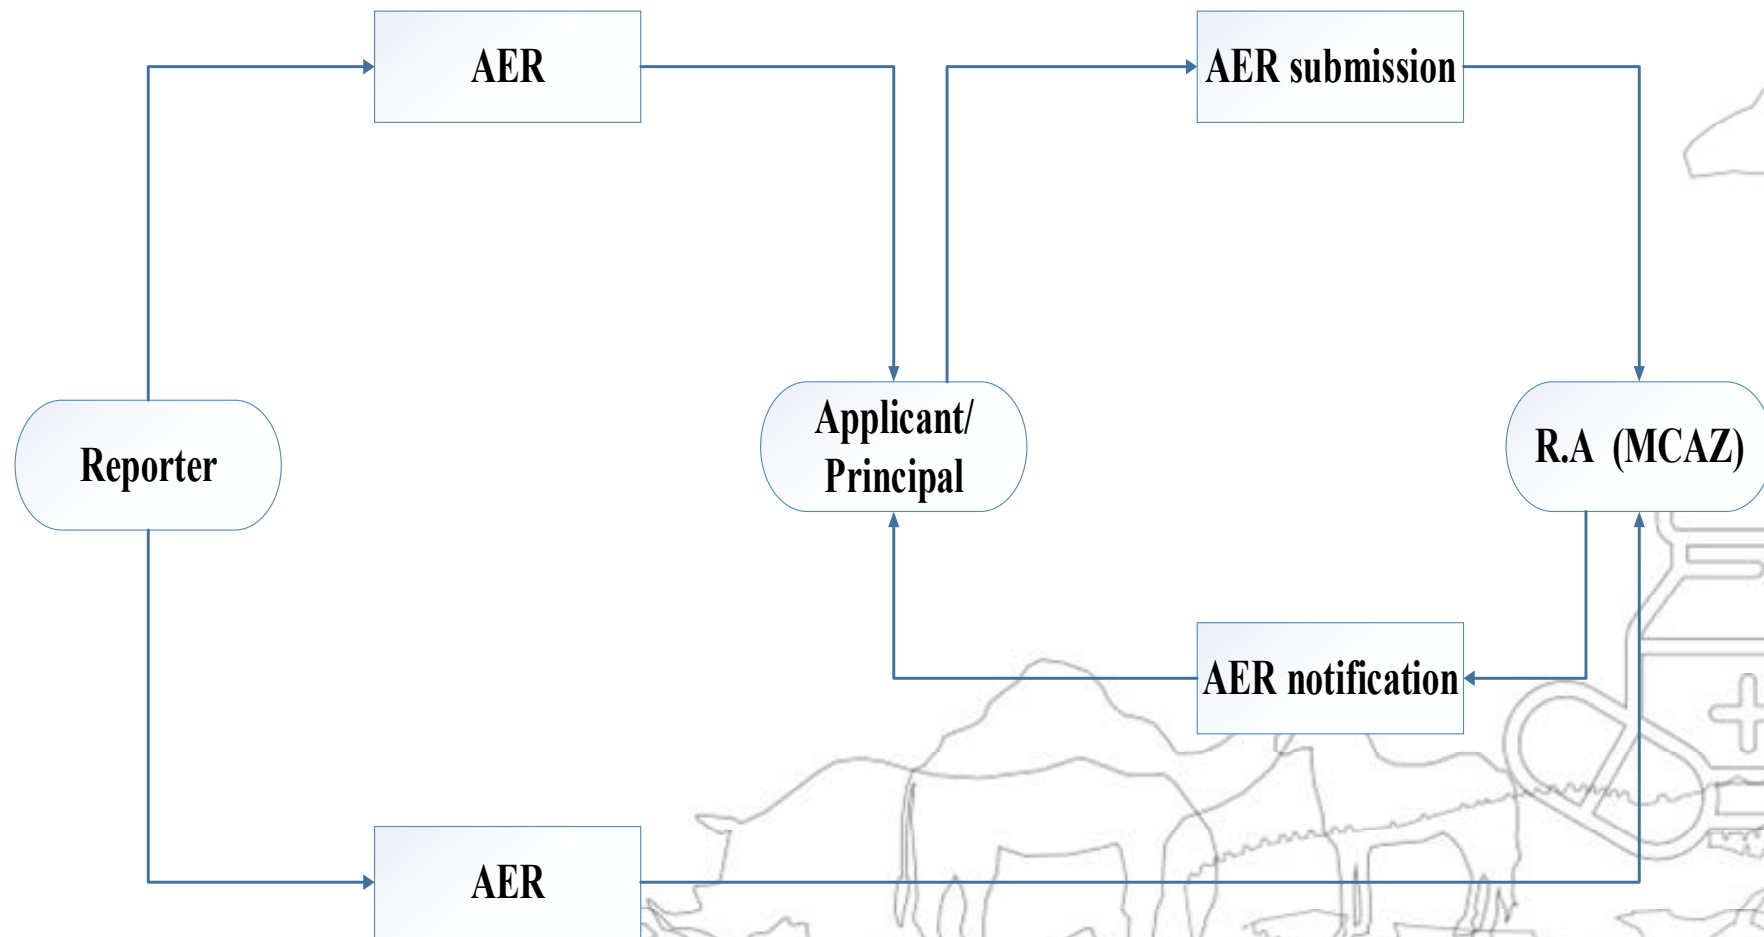 AER
AER submission
Reporter
Applicant/
Principal
R.A (MCAZ)
AER notification
AER